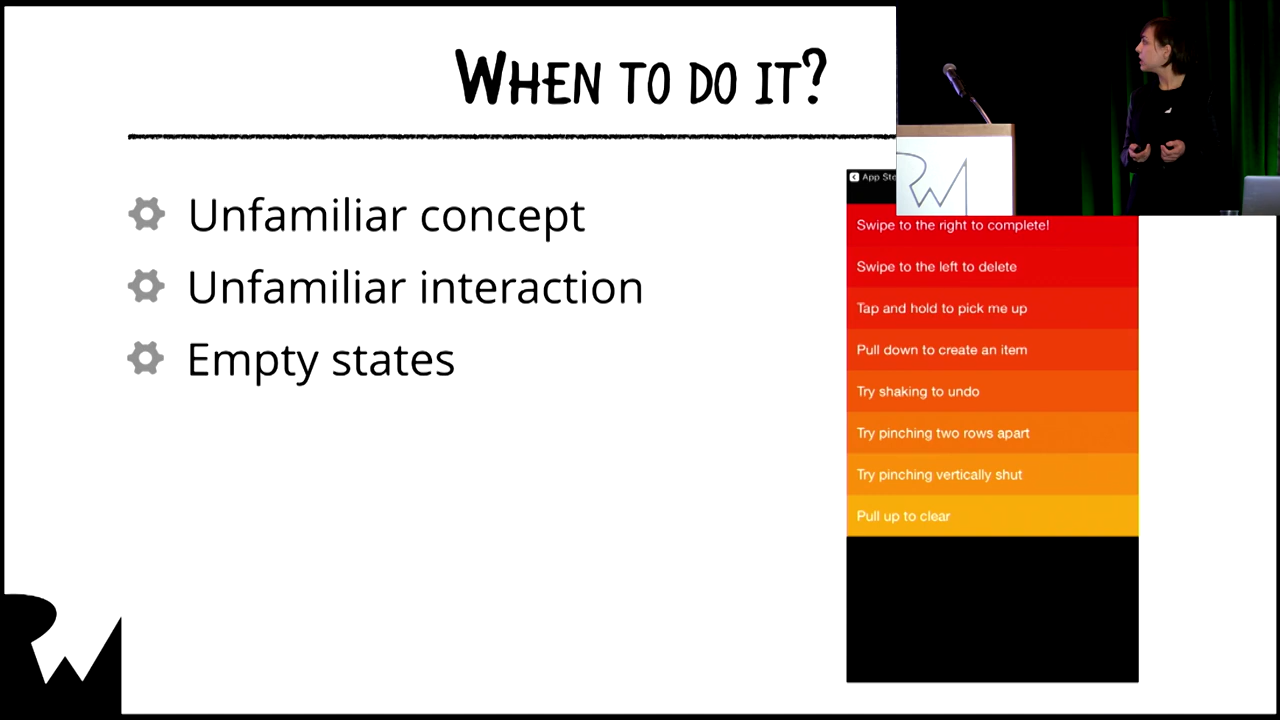 WHEN TO DO IT?
Unfamiliar concept
Unfamiliar interaction
Empty states
App Sto
Swipe to the right to complete!
Swipe to the left to delete
Tap and hold to pick me up
Pull down to create an item
Try shaking to undo
Try pinching two rows apart
Try pinching vertically shut
Pull up to clear
RW
RW